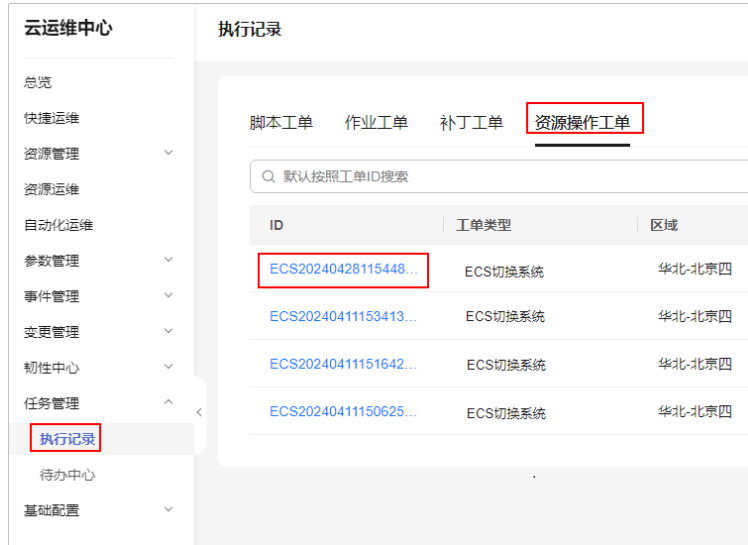 云运维中心
总览
快捷运维
资源管理
资源运维
自动化运维
参数管理
事件管理
变更管理
韧性中心
任务管理
执行记录
待办中心
基础配置
执行记录
脚本工单 作业工单 补丁工单 资源操作工单
默认按照工单ID搜索
ID 工单类型 区域
ECS20240428115448... ECS切换系统 华北-北京四
ECS20240411153413... ECS切换系统 华北-北京四
ECS20240411151642... ECS切换系统 华北-北京四
ECS20240411150625... ECS切换系统 华北-北京四